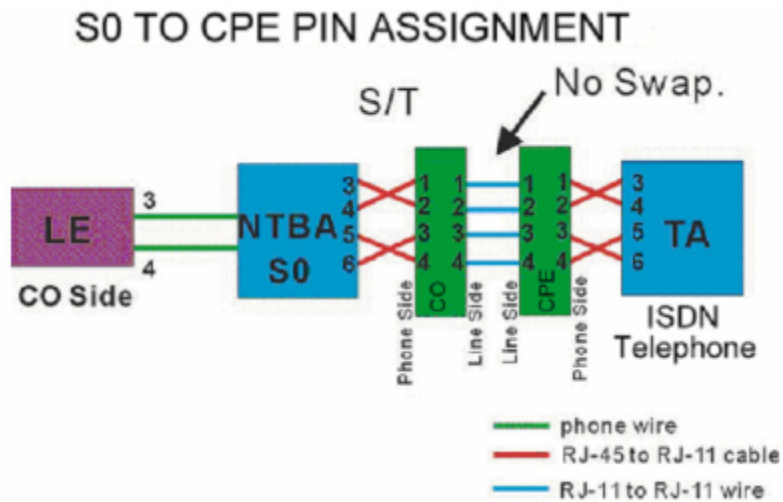 S0 TO CPE PIN ASSIGNMENT
S/T
No Swap.
LE
3
4
CO Side
NTBA
S0
3
4
5
6
1
2
3
4
CO
1
2
3
4
Phone Side
Line Side
1
2
3
4
CPE
1
2
3
4
Line Side
Phone Side
3
4
5
6
TA
ISDN
Telephone
phone wire
RJ-45 to RJ-11 cable
RJ-11 to RJ-11 wire